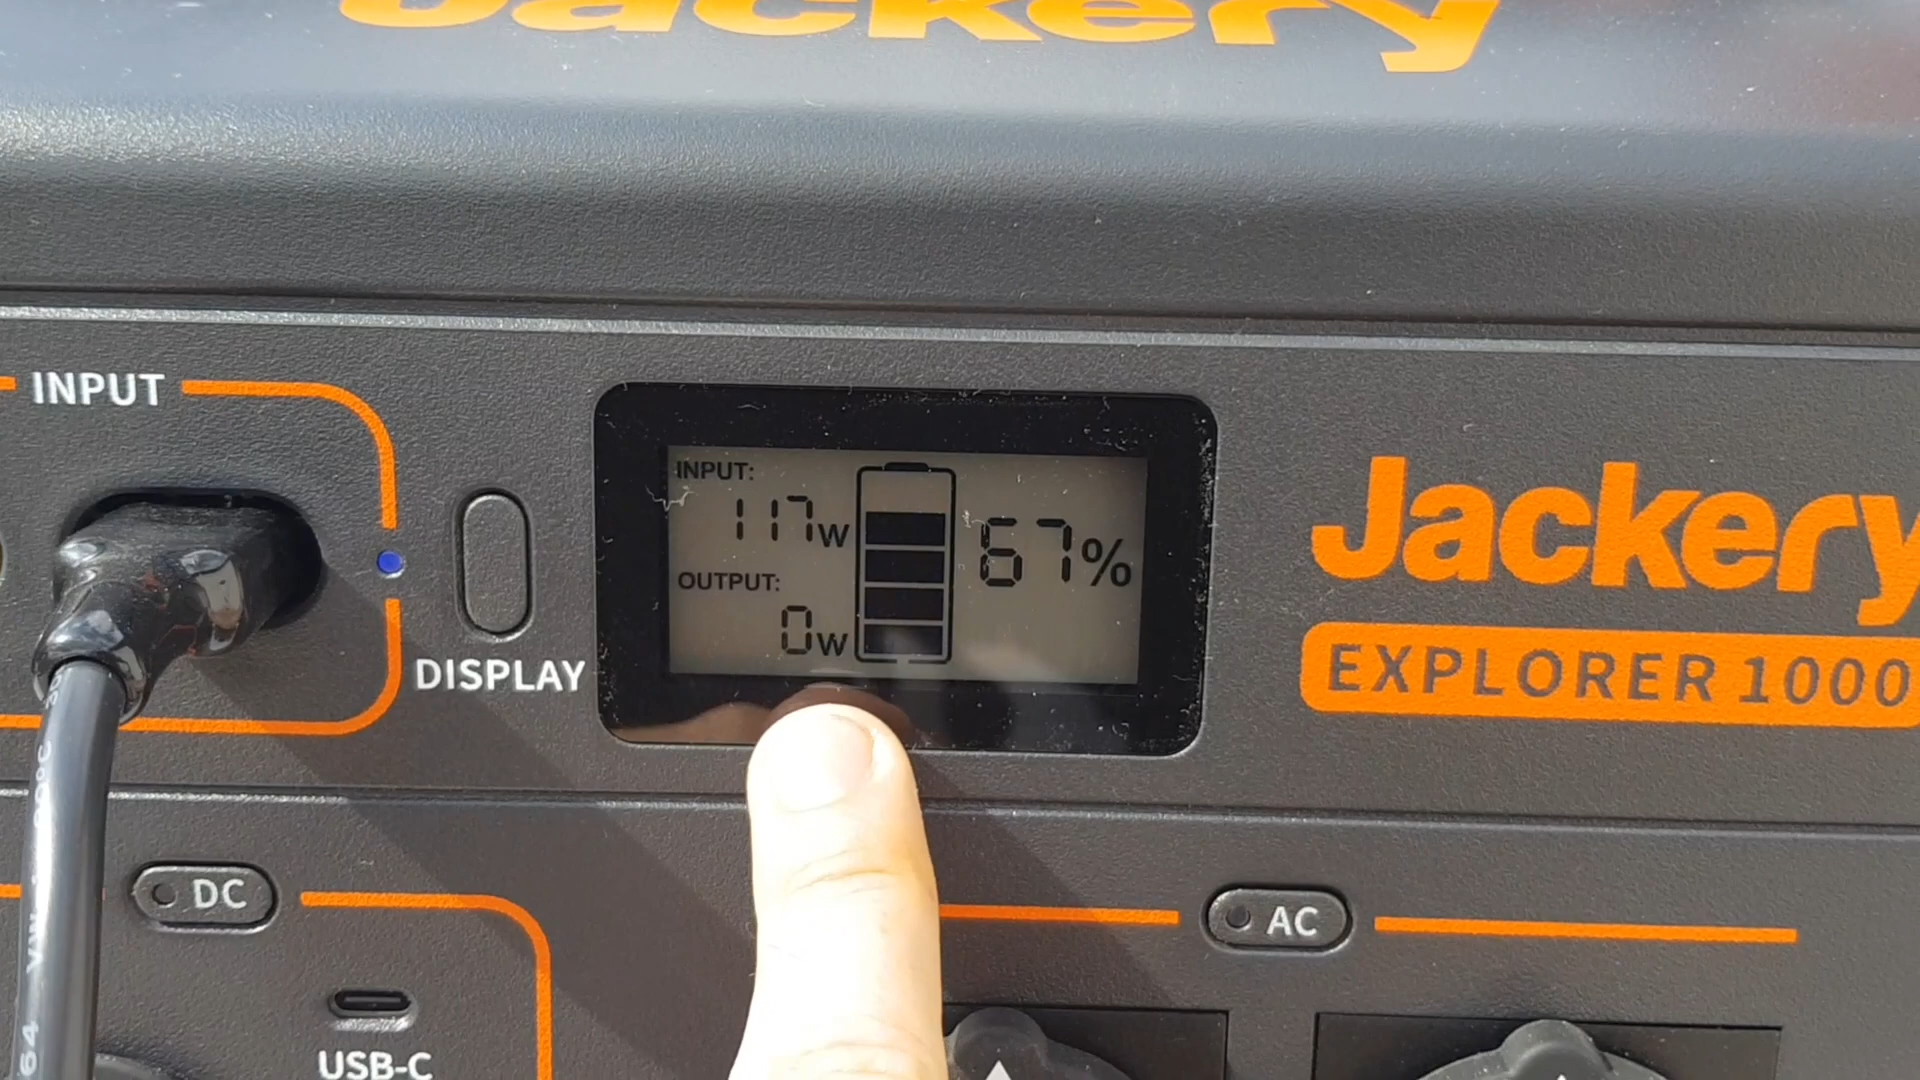 Jackery
INPUT
INPUT:
117W
OUTPUT:
0W
67%
DISPLAY
Jackery
EXPLORER 1000
DC
AC
USB-C